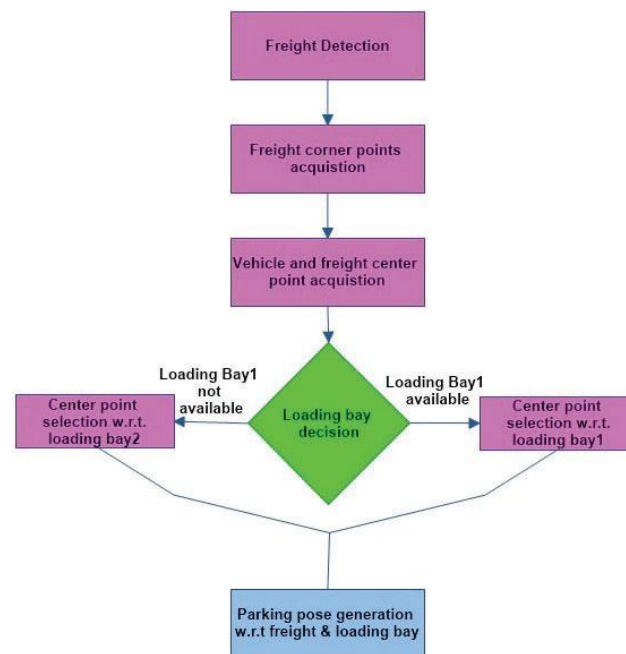 Freight Detection
Freight corner points
acquistion
Vehicle and freight center
point acquistion
Loading Bay1
not
available
Loading Bay1
available
Center point
selection w.r.t.
loading bay2
Loading bay
decision
Center point
selection w.r.t.
loading bay1
Parking pose generation
w.r.t freight & loading bay